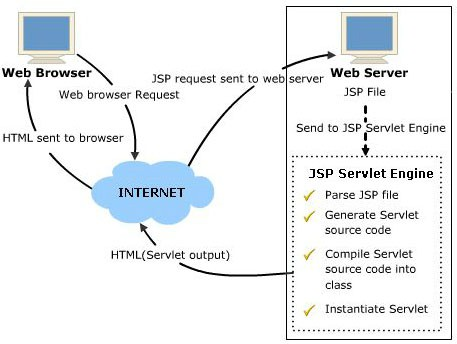 Web Browser
Web browser Request
HTML sent to browser
INTERNET
HTML(Servlet output)
JSP request sent to web server
Web Server
JSP File
Send to JSP Servlet Engine
JSP Servlet Engine
Parse JSP file
Generate Servlet
source code
Compile Servlet
source code into
class
Instantiate Servlet